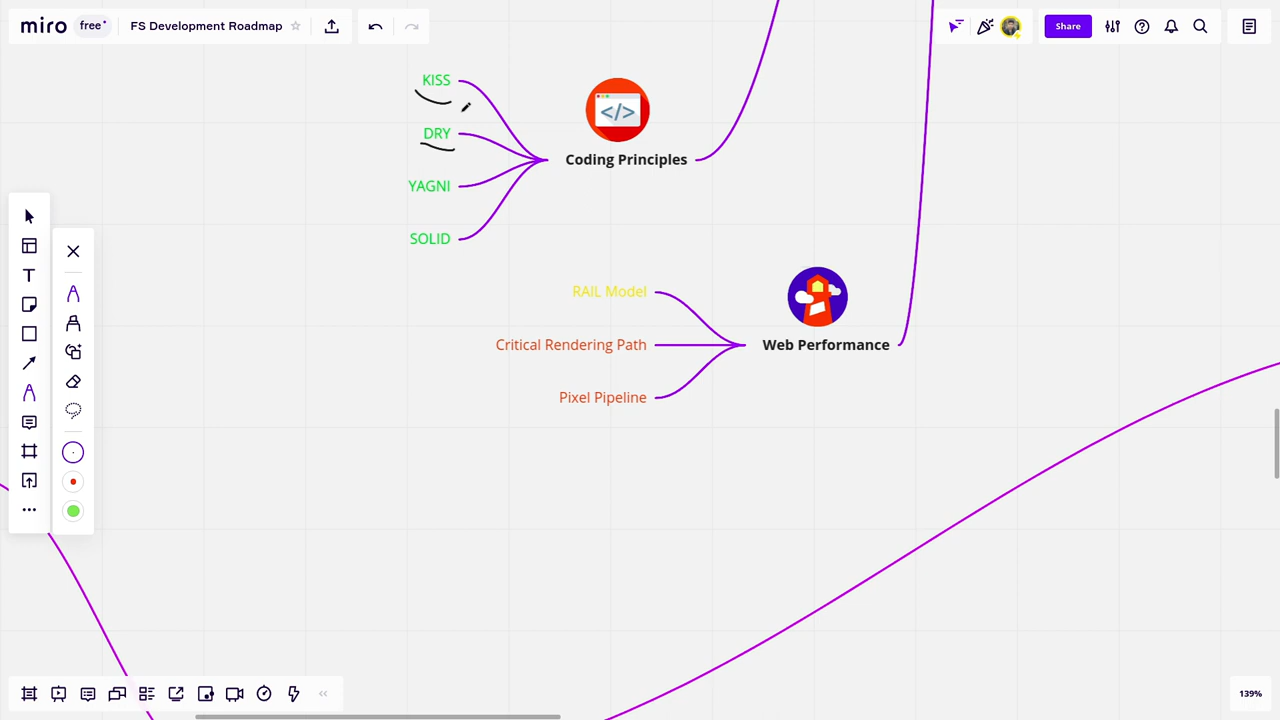 miro free FS Development Roadmap Share
KISS
DRY
Coding Principles
YAGNI
SOLID
RAIL Model
Critical Rendering Path
Web Performance
Pixel Pipeline
139%